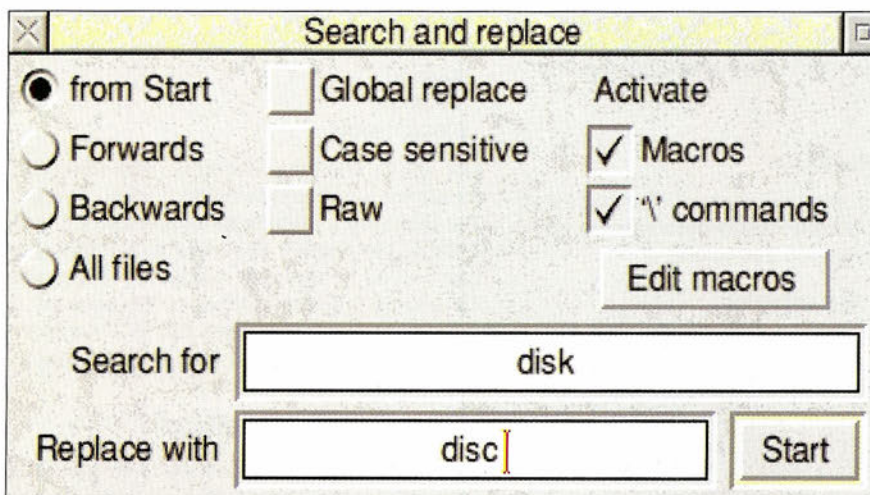 Search and replace
from Start Global replace Activate
Forwards Case sensitive Macros
Backwards Raw '\' commands
All files Edit macros
Search for disk
Replace with disc Start